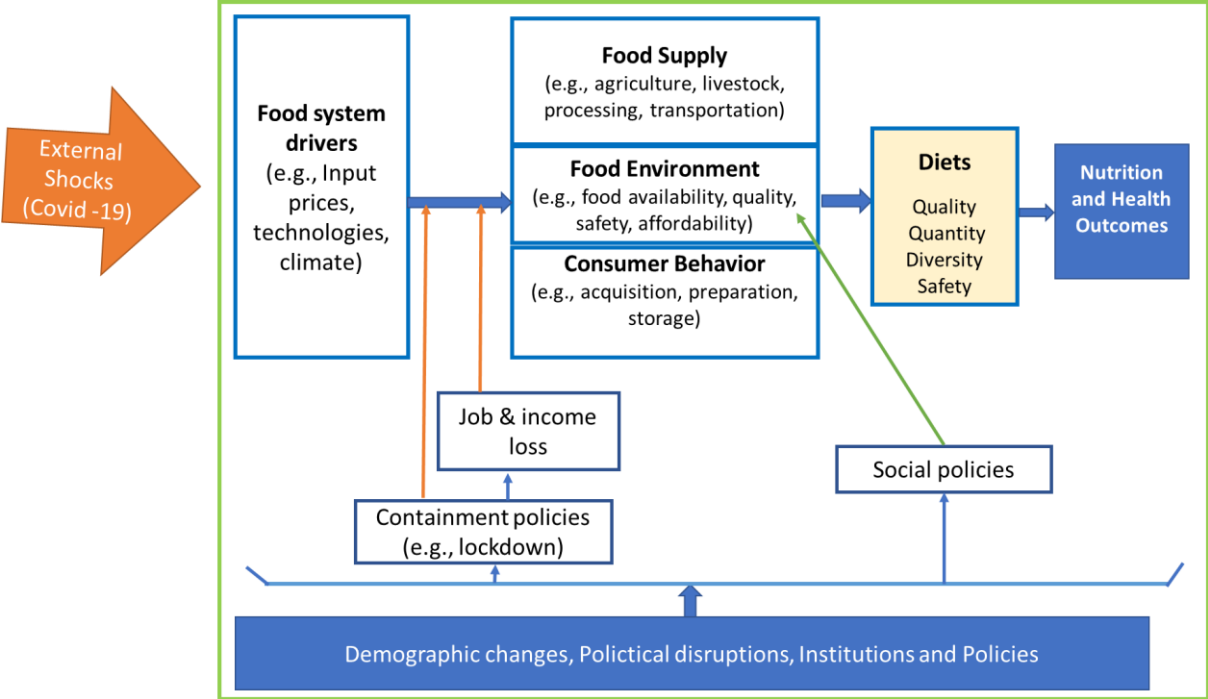 External
Shocks
(Covid -19)
Food system
drivers
(e.g., Input
prices,
technologies,
climate)
Food Supply
(e.g., agriculture, livestock,
processing, transportation)
Food Environment
(e.g., food availability, quality,
safety, affordability)
Consumer Behavior
(e.g., acquisition, preparation,
storage)
Diets
Quality
Quantity
Diversity
Safety
Nutrition
and Health
Outcomes
Job & income
loss
Social policies
Containment policies
(e.g., lockdown)
Demographic changes, Polictical disruptions, Institutions and Policies